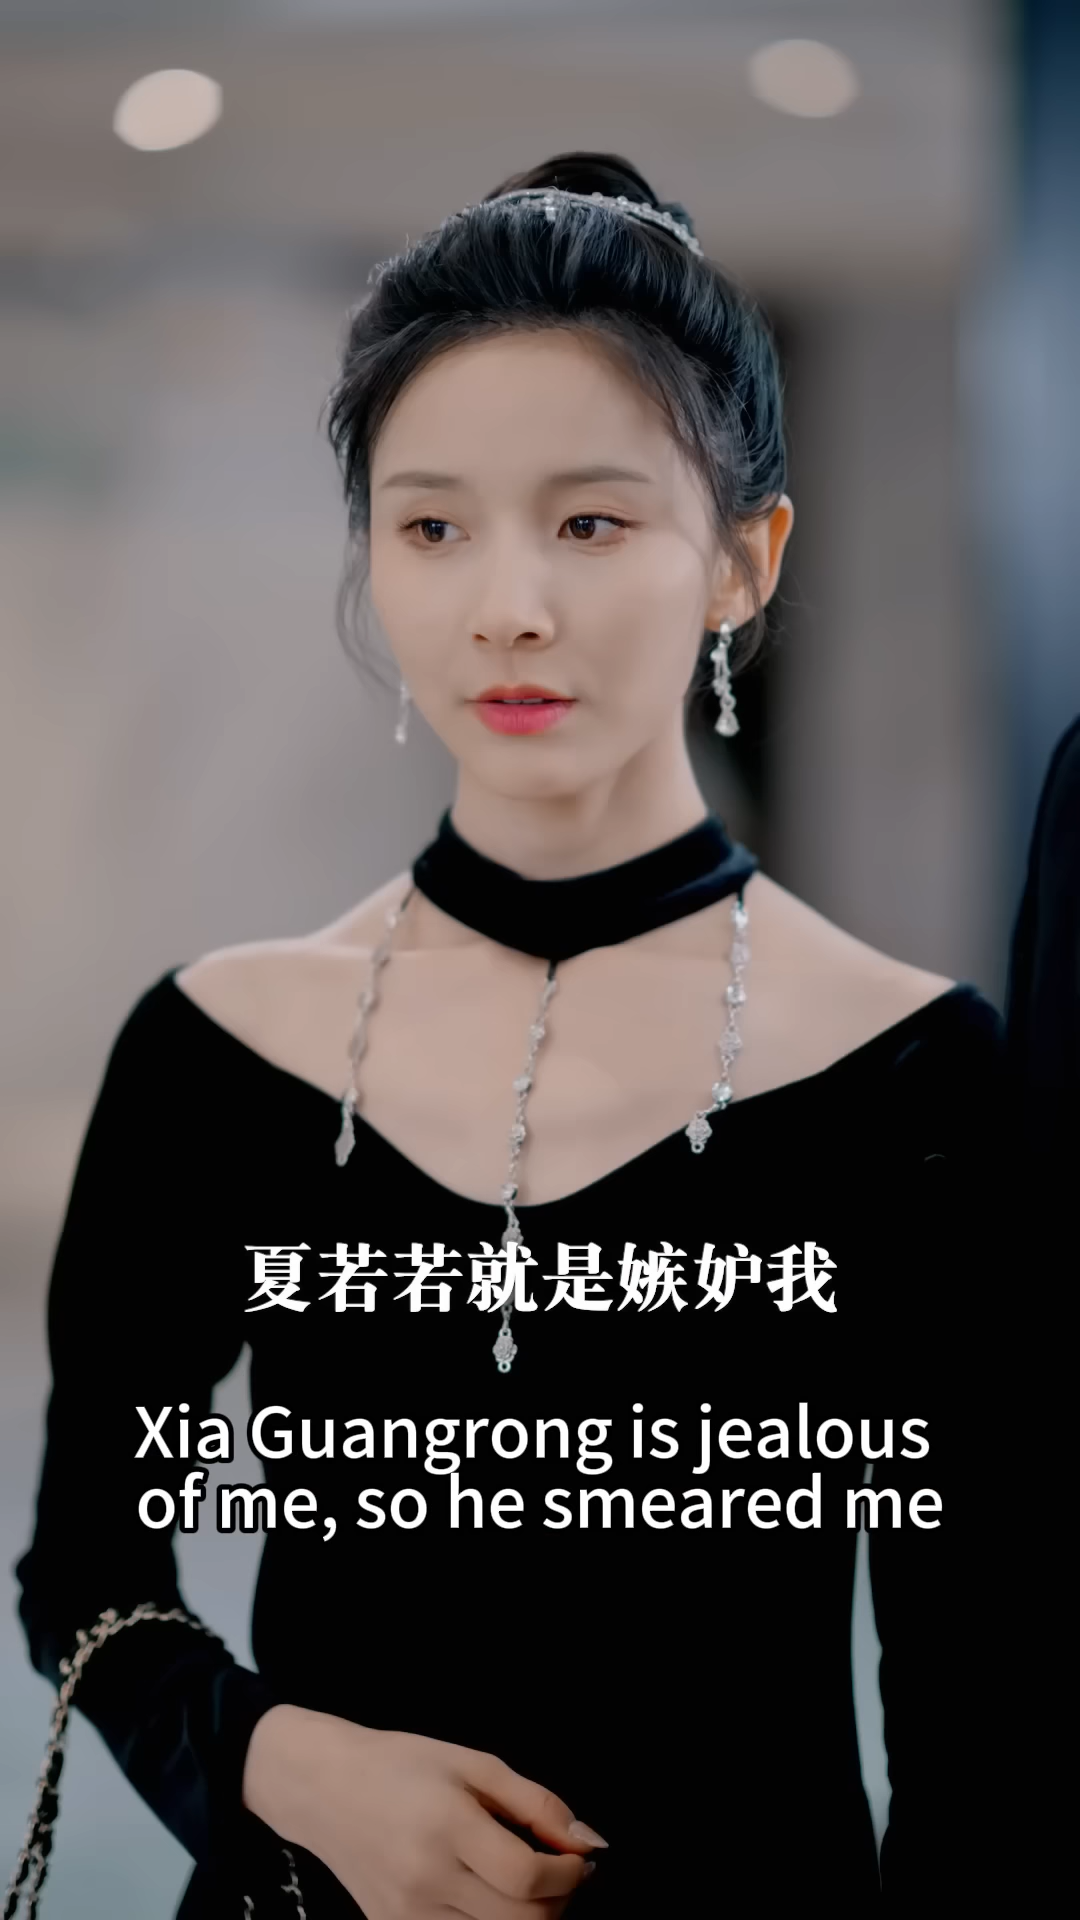 夏若若就是嫉妒我
Xia Guangrong is jealous
of me, so he smeared me